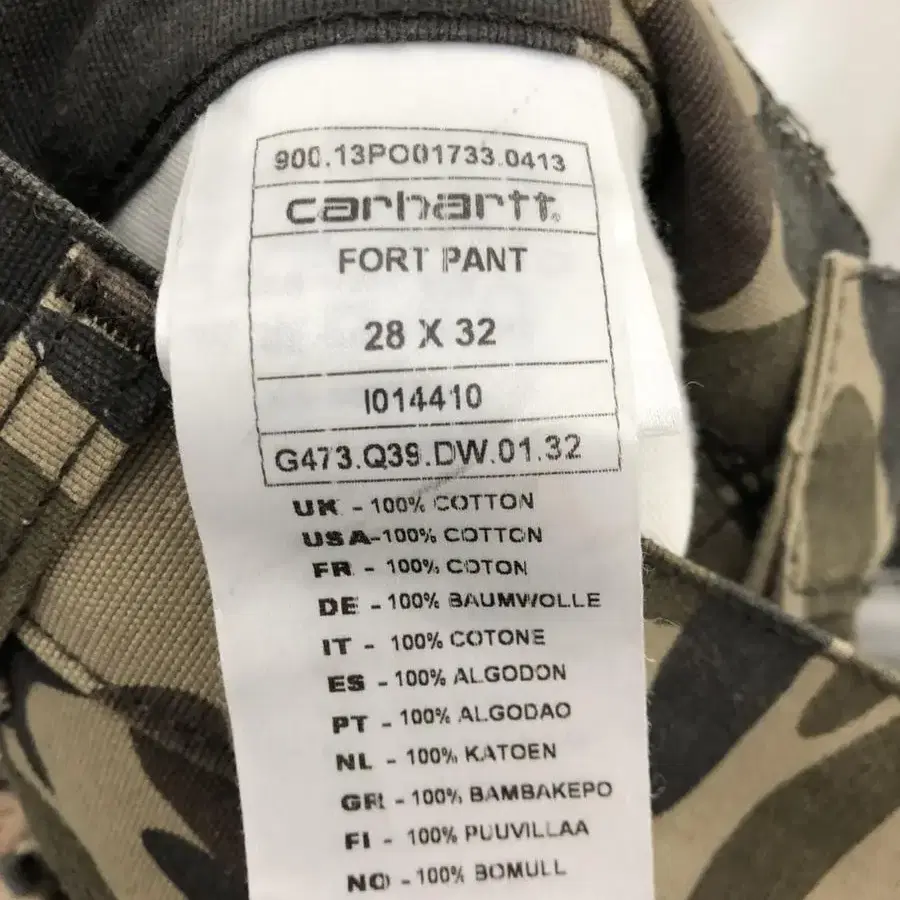 900.13PO01733.0413
carhartt®
FORT PANT
28 X 32
I014410
G473.Q39.DW.01.32
UK - 100% COTTON
USA-100% COTTON
FR - 100% COTON
DE - 100% BAUMWOLLE
IT - 100% COTONE
ES - 100% ALGODON
PT - 100% ALGODAO
NL - 100% KATOEN
GR - 100% BAMBAKEPO
FI - 100% PUUVILLAA
NO - 100% BOMULL